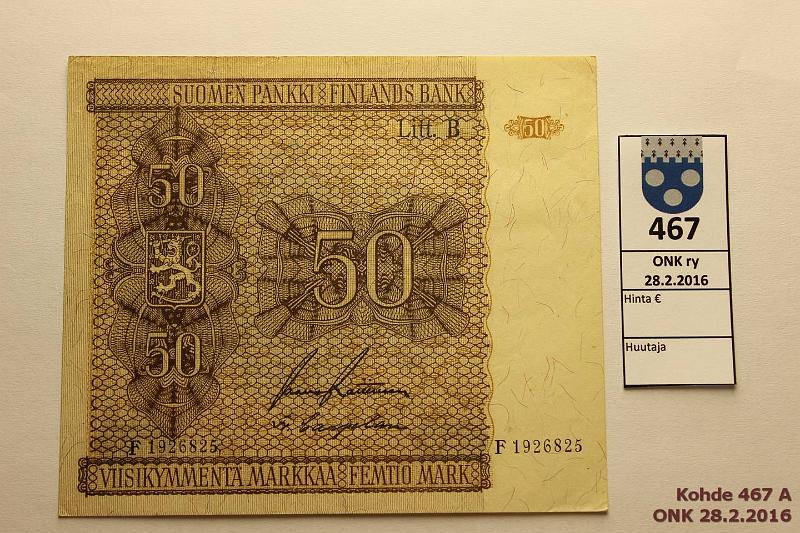 SUOMEN PANKKI FINLANDS BANK
Litt. B
50
50
50
50
F 1926825
F 1926825
VIISIKYMMENTÄ MARKKAA FEMTIO MARK
467
ONK ry
28.2.2016
Hinta €
Huutaja
Kohde 467 A
ONK 28.2.2016